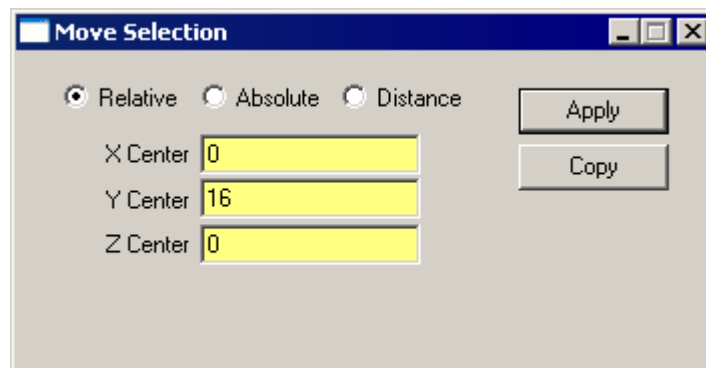 Move Selection
Relative Absolute Distance
Apply
X Center 0
Copy
Y Center 16
Z Center 0